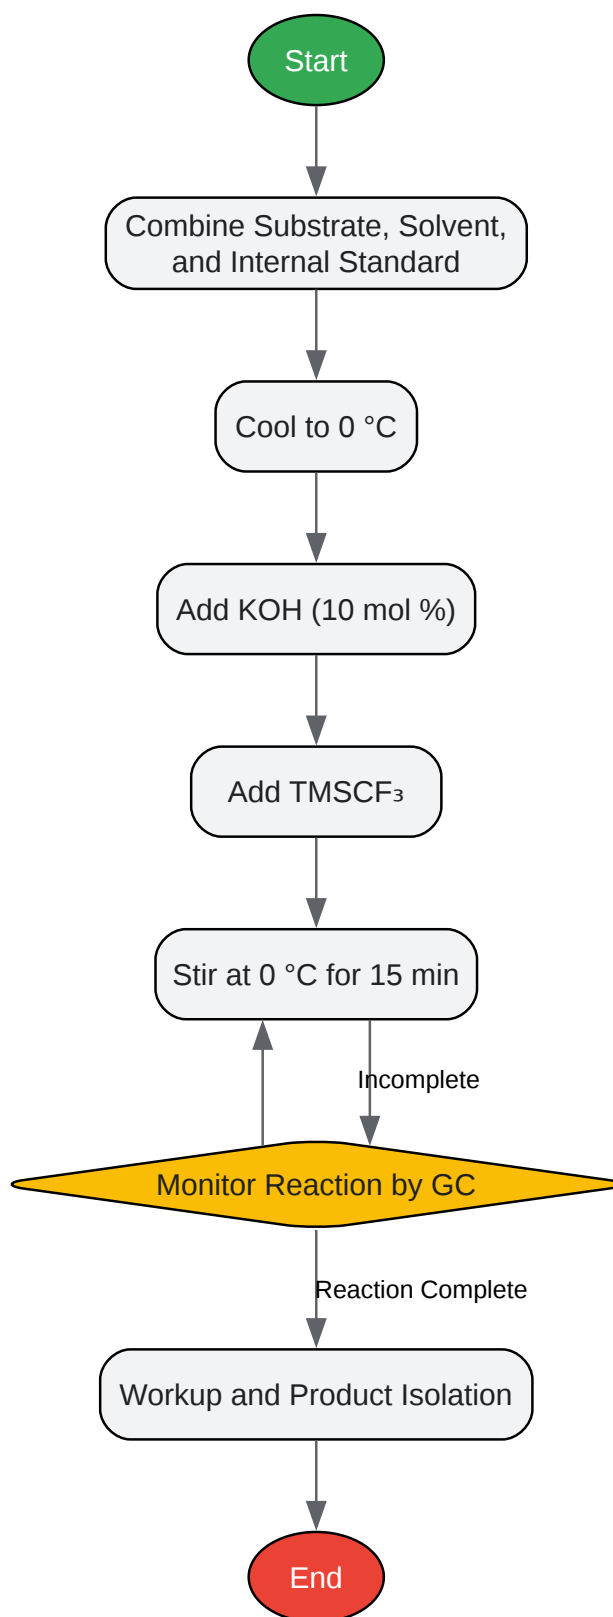 Start
Combine Substrate, Solvent,
and Internal Standard
Cool to 0 °C
Add KOH (10 mol %)
Add TMSCF₃
Stir at 0 °C for 15 min
Incomplete
Monitor Reaction by GC
Reaction Complete
Workup and Product Isolation
End